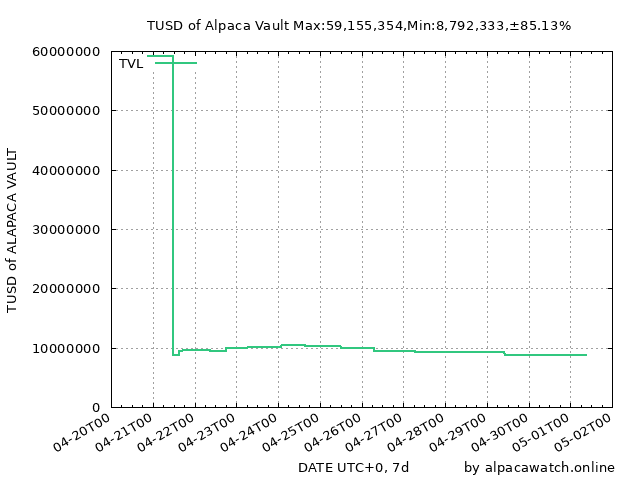 TUSD of Alpaca Vault Max:59,155,354,Min:8,792,333,±85.13%
TVL
60000000
50000000
40000000
30000000
20000000
10000000
0
TUSD of ALAPACA VAULT
04-20T00
04-21T00
04-22T00
04-23T00
04-24T00
04-25T00
04-26T00
04-27T00
04-28T00
04-29T00
04-30T00
05-01T00
05-02T00
DATE UTC+0, 7d
by alpacawatch.online